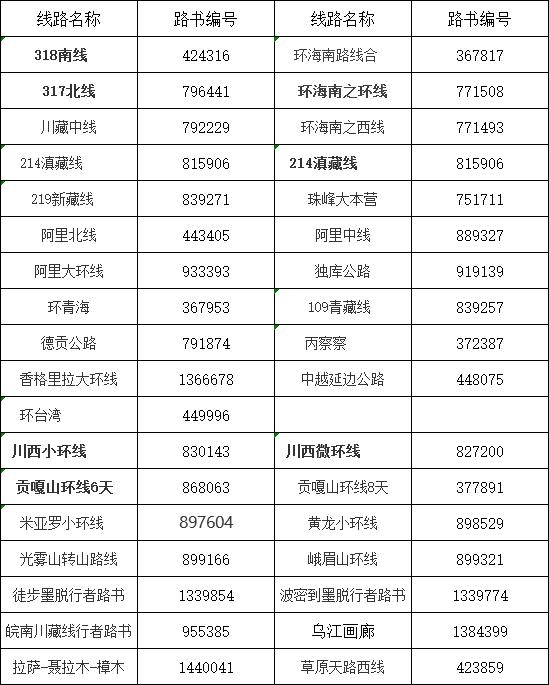 线路名称 路书编号 线路名称 路书编号
318南线 424316 环海南路线合 367817
317北线 796441 环海南之环线 771508
川藏中线 792229 环海南之西线 771493
214滇藏线 815906 214滇藏线 815906
219新藏线 839271 珠峰大本营 751711
阿里北线 443405 阿里中线 889327
阿里大环线 933393 独库公路 919139
环青海 367953 109青藏线 839257
德贡公路 791874 丙察察 372387
香格里拉大环线 1366678 中越延边公路 448075
环台湾 449996
川西小环线 830143 川西微环线 827200
贡嘎山环线6天 868063 贡嘎山环线8天 377891
米亚罗小环线 897604 黄龙小环线 898529
光雾山转山路线 899166 峨眉山环线 899321
徒步墨脱行者路书 1339854 波密到墨脱行者路书 1339774
皖南川藏线行者路书 955385 乌江画廊 1384399
拉萨-聂拉木-樟木 1440041 草原天路西线 423859